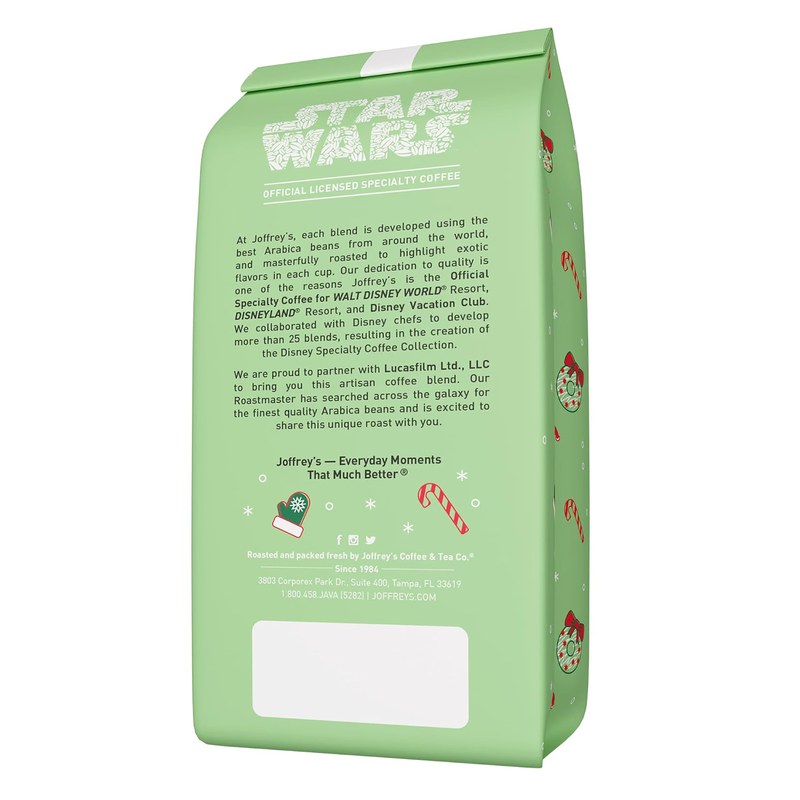 STAR
WARS
OFFICIAL LICENSED SPECIALTY COFFEE
At Joffrey's, each blend is developed using the
best Arabica beans from around the world,
and masterfully roasted to highlight exotic
flavors in each cup. Our dedication to quality is
one of the reasons Joffrey's is the Official
Specialty Coffee for WALT DISNEY WORLD® Resort,
DISNEYLAND® Resort, and Disney Vacation Club.
We collaborated with Disney chefs to develop
more than 25 blends, resulting in the creation of
the Disney Specialty Coffee Collection.
We are proud to partner with Lucasfilm Ltd., LLC
to bring you this artisan coffee blend. Our
Roastmaster has searched across the galaxy for
the finest quality Arabica beans and is excited to
share this unique roast with you.
Joffrey's — Everyday Moments
That Much Better®
Roasted and packed fresh by Joffrey's Coffee & Tea Co.®
Since 1984
3803 Corporex Park Dr., Suite 400, Tampa, FL 33619
1.800.458.JAVA (5282) | JOFFREYS.COM